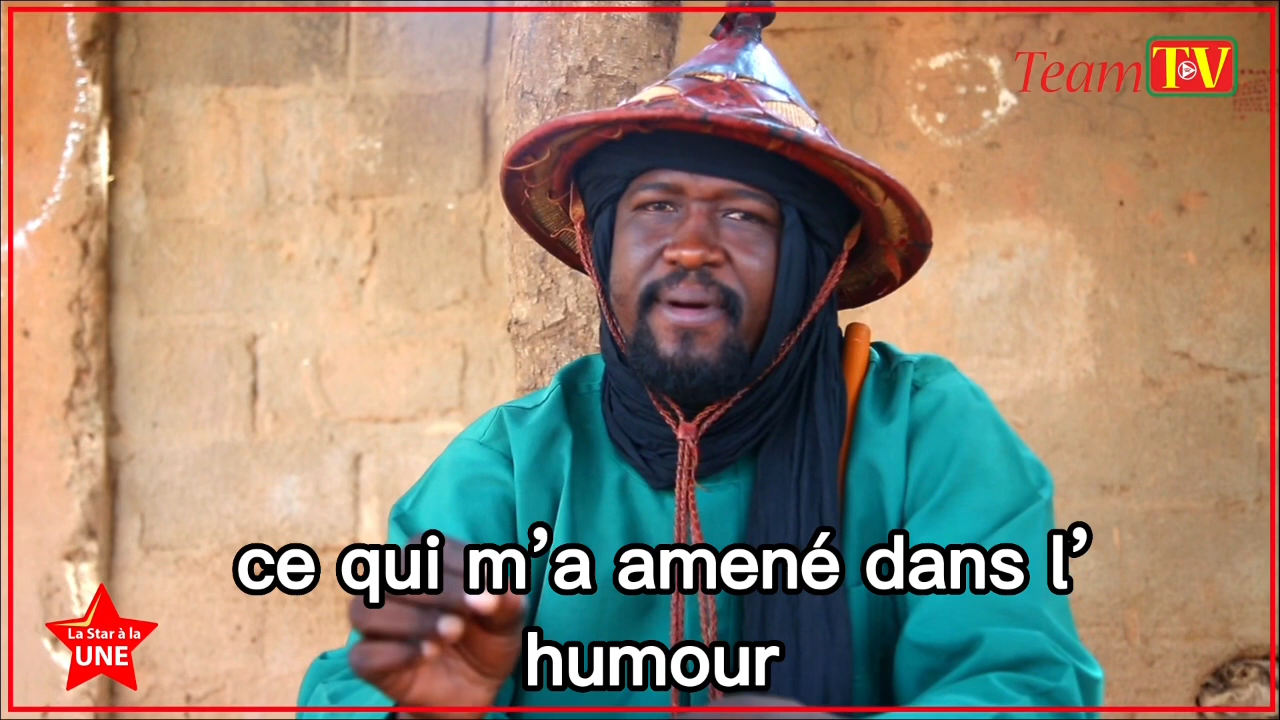 Team TV
ce qui m’a amené dans l’
humour
La Star à la
UNE